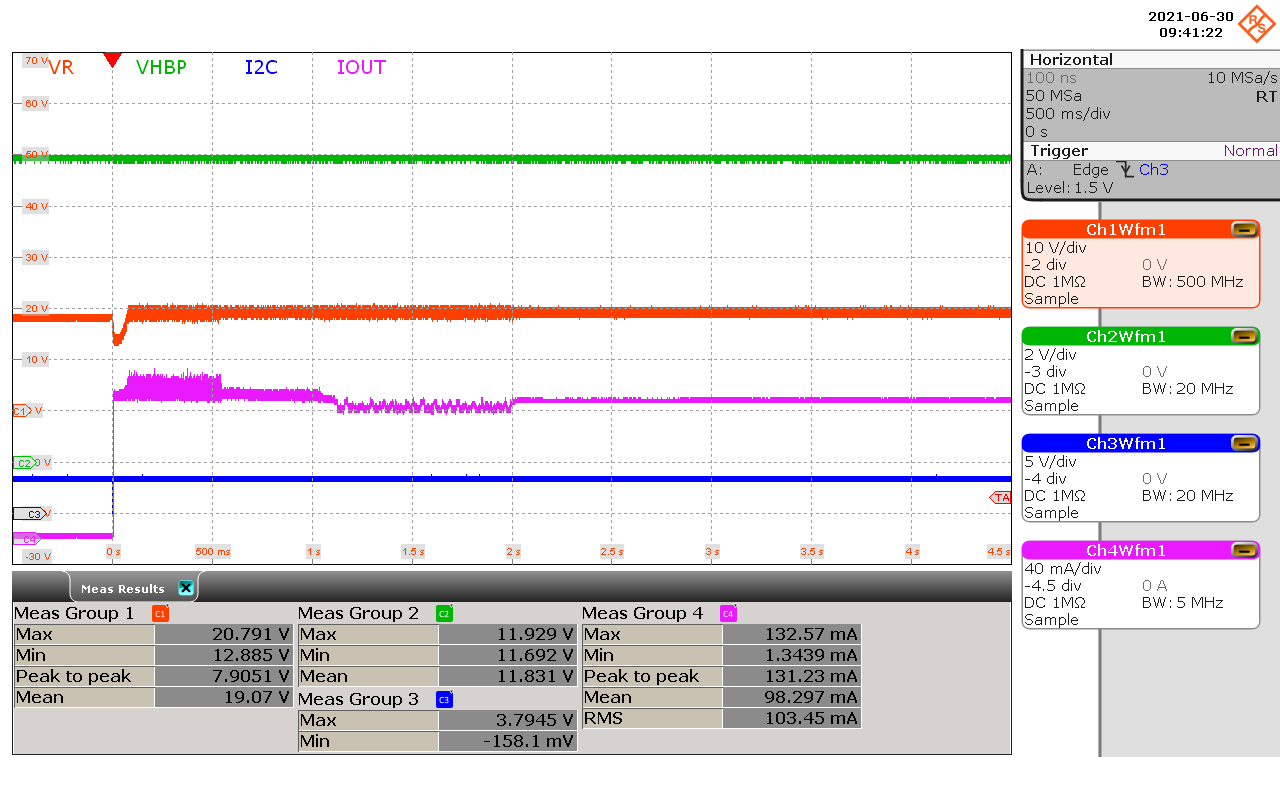 2021-06-30
09:41:22
R/S
VR VHBP I2C IOUT
70 V
60 V
50 V
40 V
30 V
20 V
10 V
C1 V
C2 0 V
C3 V
C4
TA
-30 V
0 s 500 ms 1 s 1.5 s 2 s 2.5 s 3 s 3.5 s 4 s 4.5 s
Horizontal
100 ns 10 MSa/s
50 MSa RT
500 ms/div
0 s
Trigger Normal
A: Edge Ch3
Level: 1.5 V
Ch1Wfm1
10 V/div
-2 div 0 V
DC 1MΩ BW: 500 MHz
Sample
Ch2Wfm1
2 V/div
-3 div 0 V
DC 1MΩ BW: 20 MHz
Sample
Ch3Wfm1
5 V/div
-4 div 0 V
DC 1MΩ BW: 20 MHz
Sample
Ch4Wfm1
40 mA/div
-4.5 div 0 A
DC 1MΩ BW: 5 MHz
Sample
Meas Results
Meas Group 1 C1
Max 20.791 V
Min 12.885 V
Peak to peak 7.9051 V
Mean 19.07 V
Meas Group 2 C2
Max 11.929 V
Min 11.692 V
Mean 11.831 V
Meas Group 3 C3
Max 3.7945 V
Min -158.1 mV
Meas Group 4 C4
Max 132.57 mA
Min 1.3439 mA
Peak to peak 131.23 mA
Mean 98.297 mA
RMS 103.45 mA